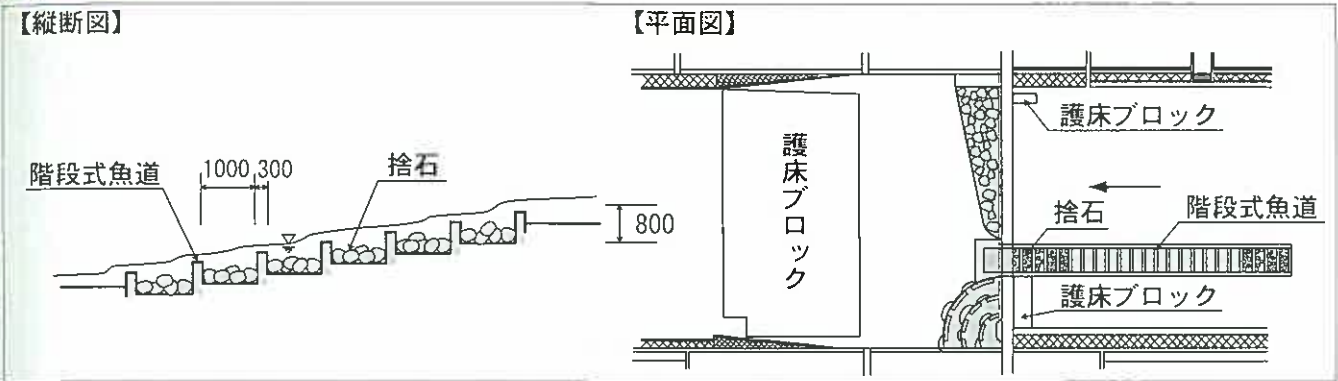 【縦断図】
階段式魚道
1000 300
捨石
800
【平面図】
護床ブロック
護床ブロック
捨石
階段式魚道
護床ブロック